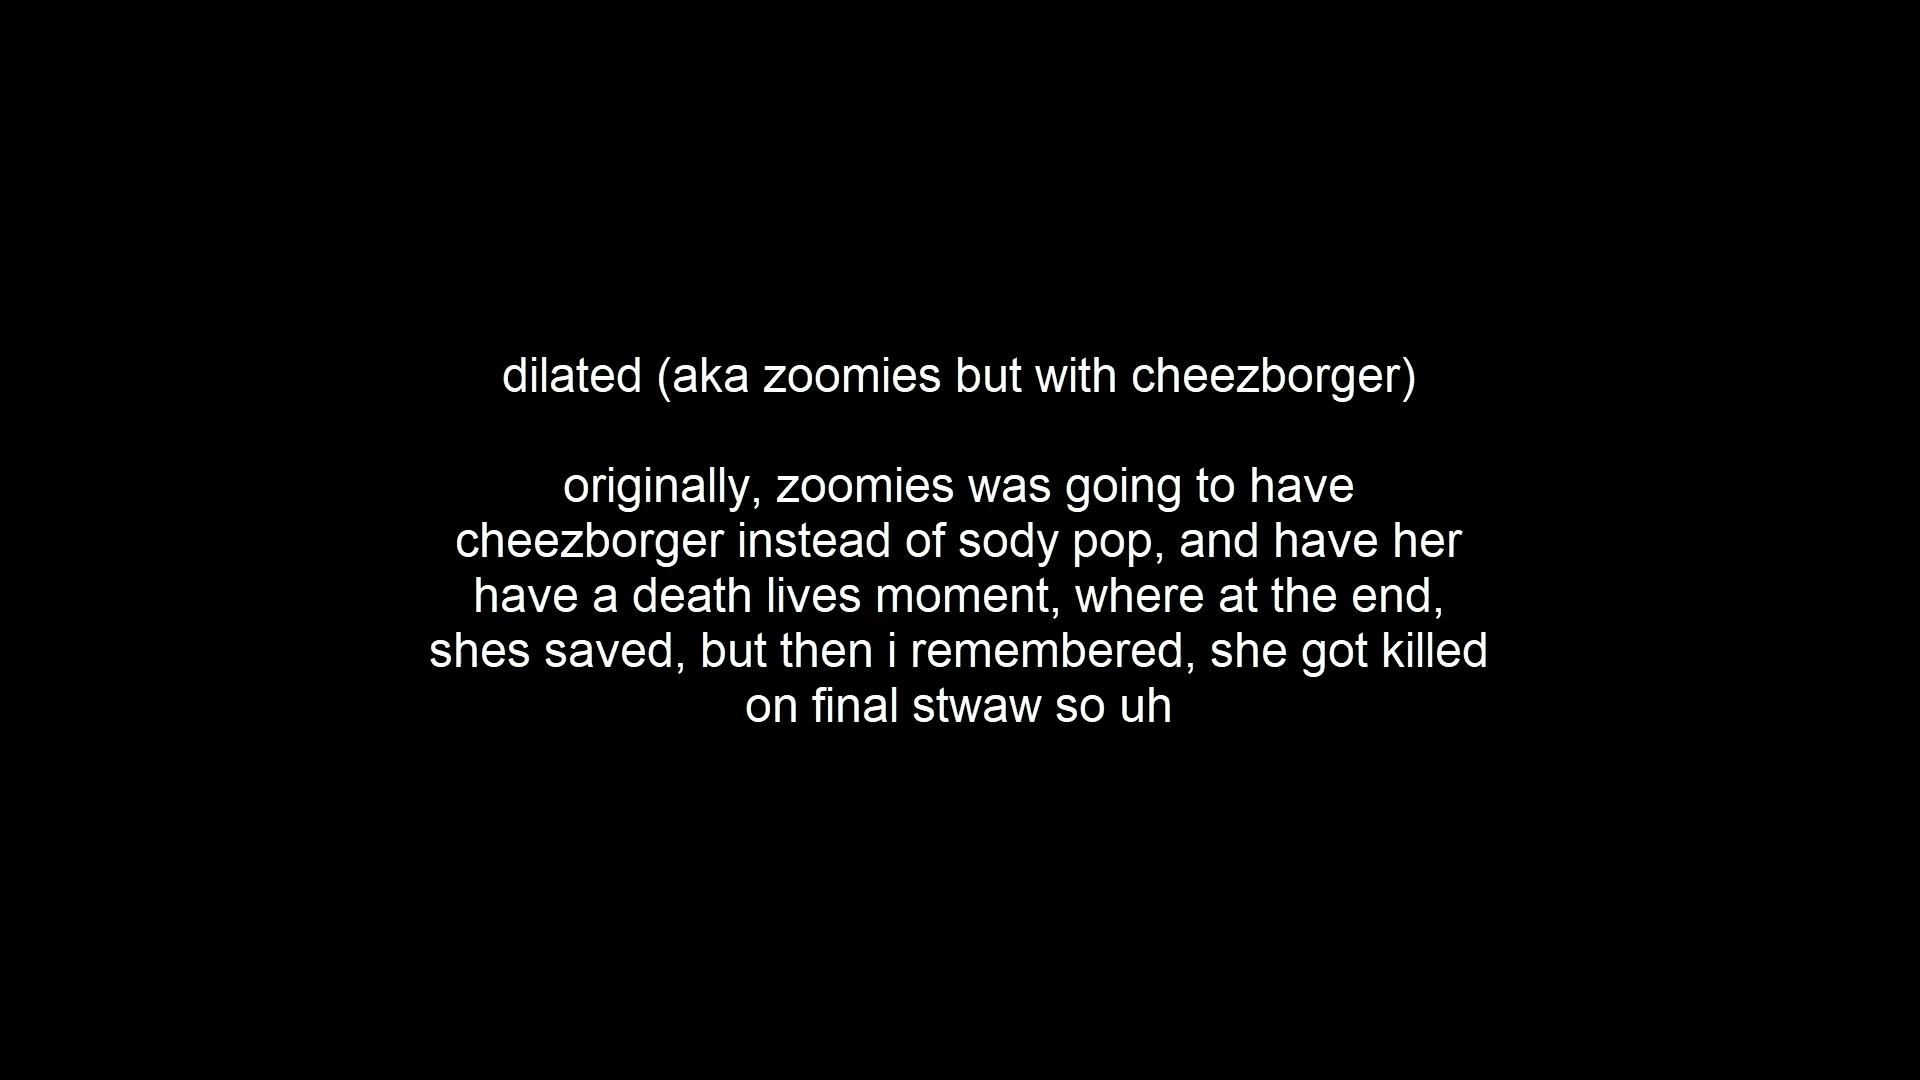 dilated (aka zoomies but with cheezborger)
originally, zoomies was going to have
cheezborger instead of sody pop, and have her
have a death lives moment, where at the end,
shes saved, but then i remembered, she got killed
on final stwaw so uh